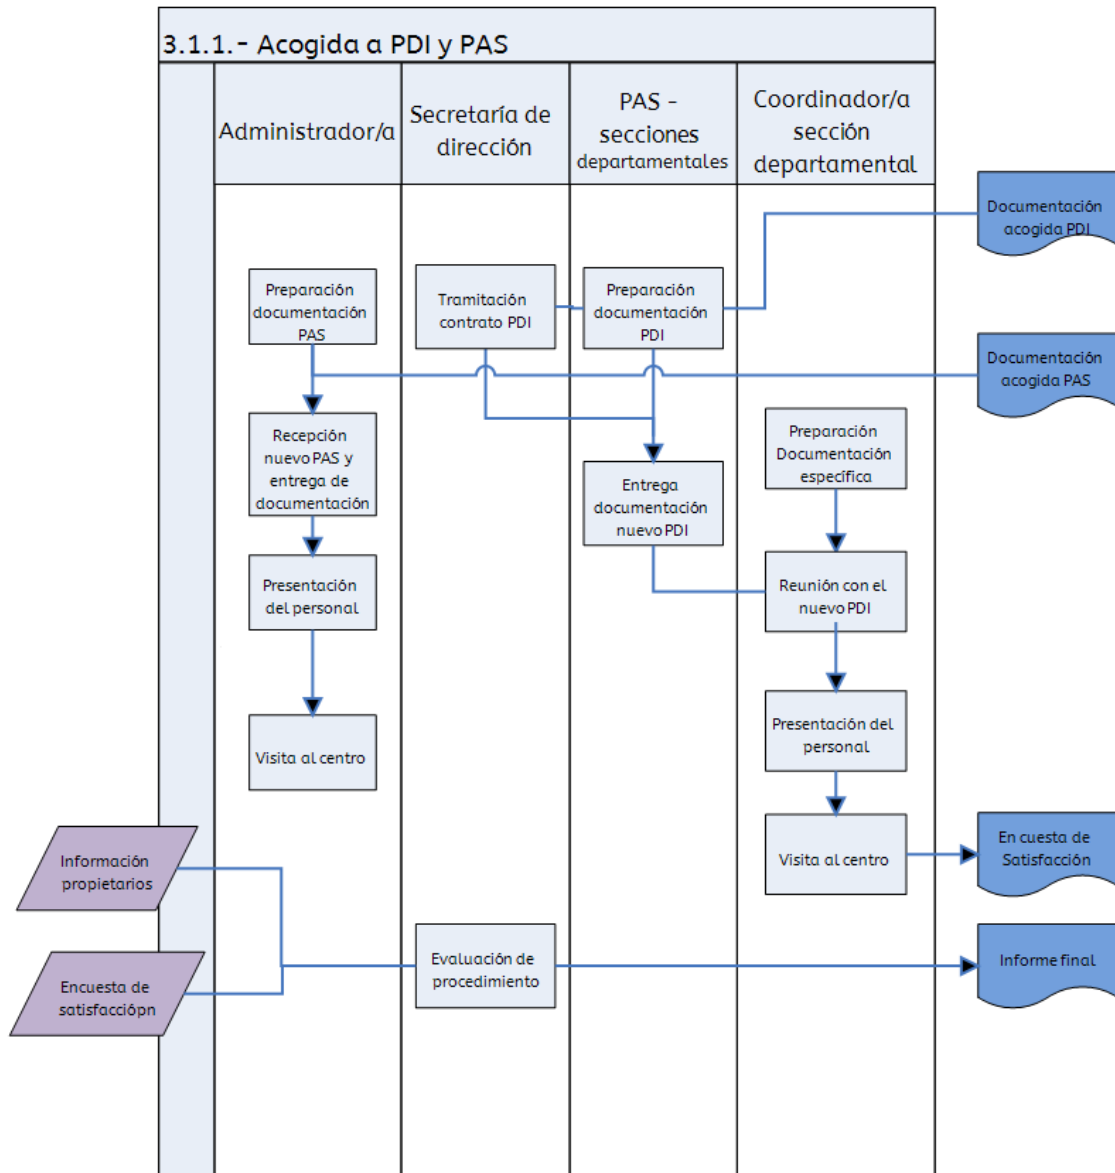 3.1.1.- Acogida a PDI y PAS
Administrador/a
Secretaría de
dirección
PAS -
secciones
departamentales
Coordinador/a
sección
departamental
Documentación
acogida PDI
Preparación
documentación
PAS
Tramitación
contrato PDI
Preparación
documentación
PDI
Documentación
acogida PAS
Recepción
nuevo PAS y
entrega de
documentación
Preparación
Documentación
específica
Entrega
documentación
nuevo PDI
Presentación
del personal
Reunión con el
nuevo PDI
Presentación del
personal
Visita al centro
Visita al centro
En cuesta de
Satisfacción
Información
propietarios
Evaluación de
procedimiento
Informe final
Encuesta de
satisfaccióþn